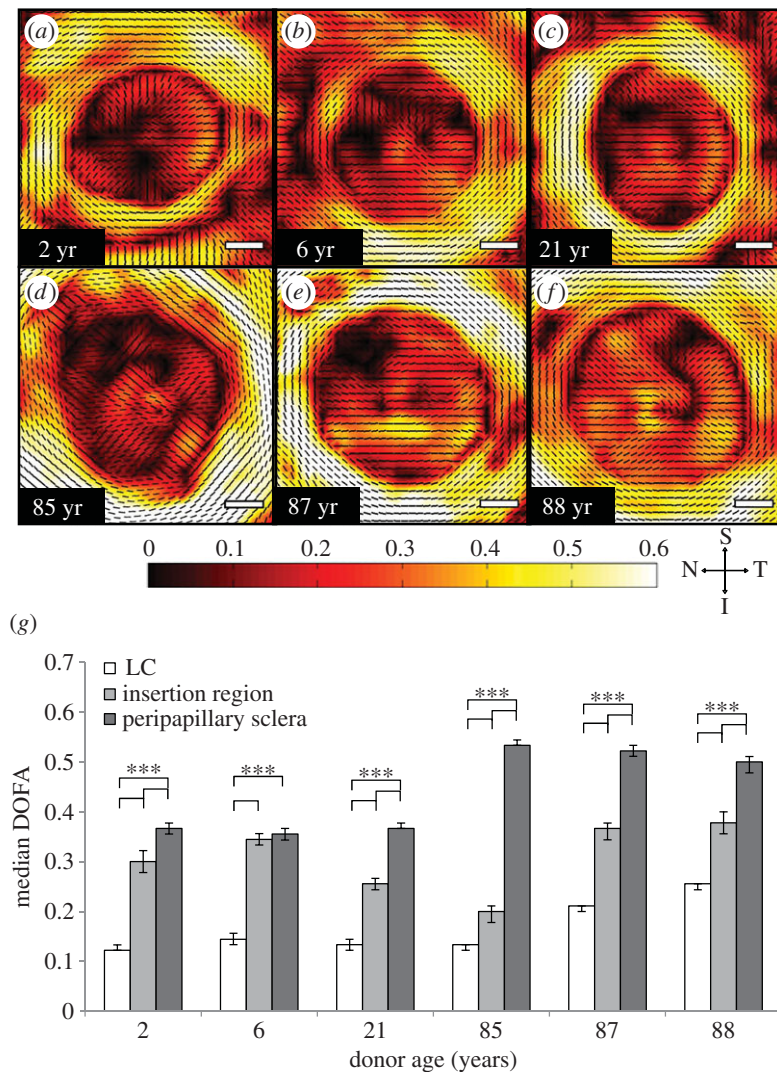 (a) (b) (c)
2 yr 6 yr 21 yr
(d) (e) (f)
85 yr 87 yr 88 yr
0 0.1 0.2 0.3 0.4 0.5 0.6
S
N T
I
(g)
0.7
0.6
0.5
0.4
0.3
0.2
0.1
0
median DOFA
LC
insertion region
peripapillary sclera
*** *** *** *** *** ***
2 6 21 85 87 88
donor age (years)